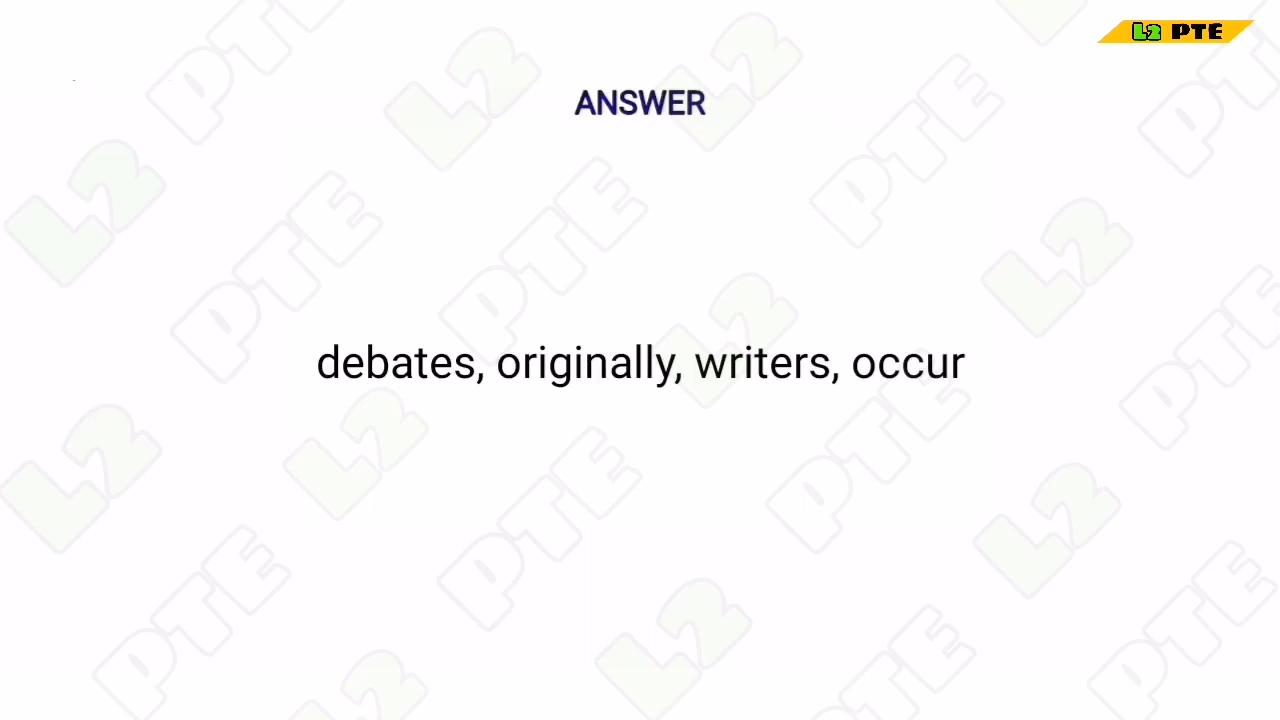 L2 PTE
ANSWER
debates, originally, writers, occur